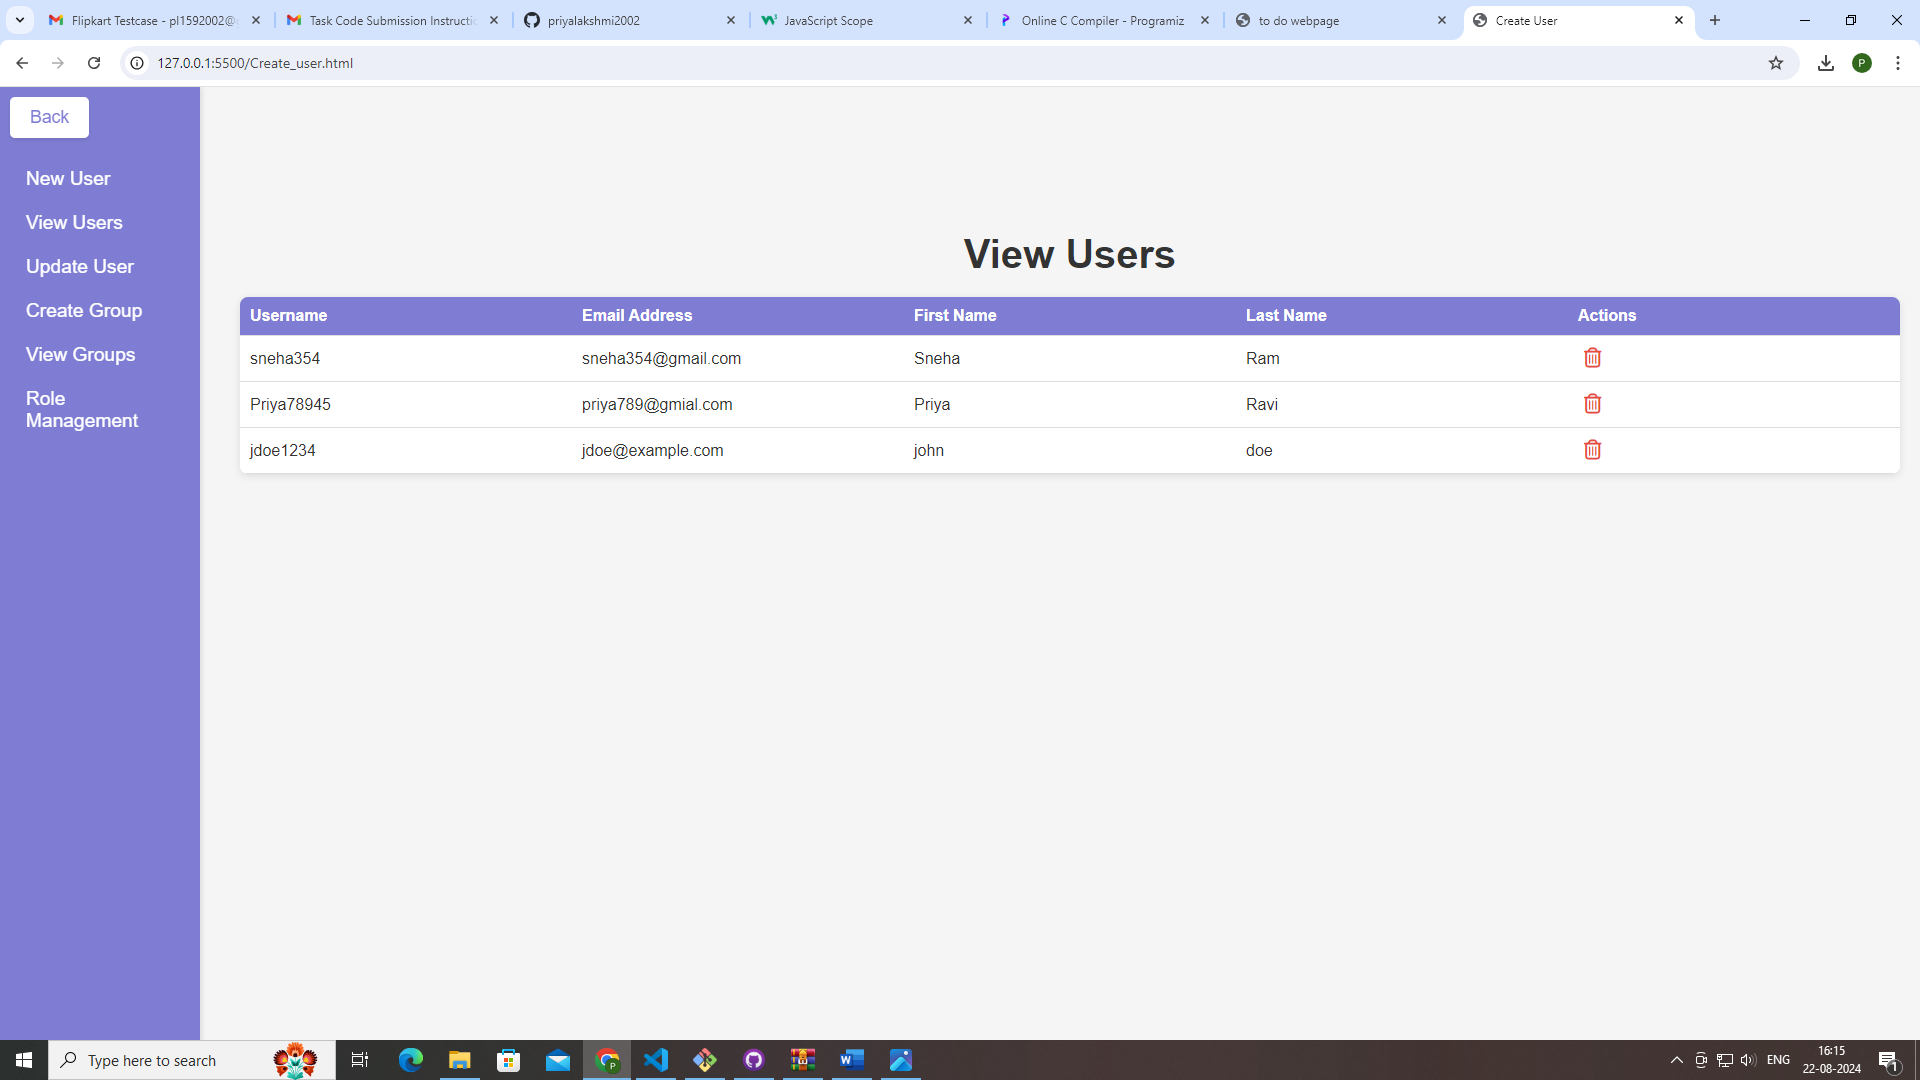 Flipkart Testcase - pl1592002@g
Task Code Submission Instructio
priyalakshmi2002
JavaScript Scope
Online C Compiler - Programiz
to do webpage
Create User
127.0.0.1:5500/Create_user.html
P
Back
New User
View Users
Update User
Create Group
View Groups
Role
Management
View Users
Username Email Address First Name Last Name Actions
sneha354 sneha354@gmail.com Sneha Ram
Priya78945 priya789@gmial.com Priya Ravi
jdoe1234 jdoe@example.com john doe
Type here to search
ENG
16:15
22-08-2024
1